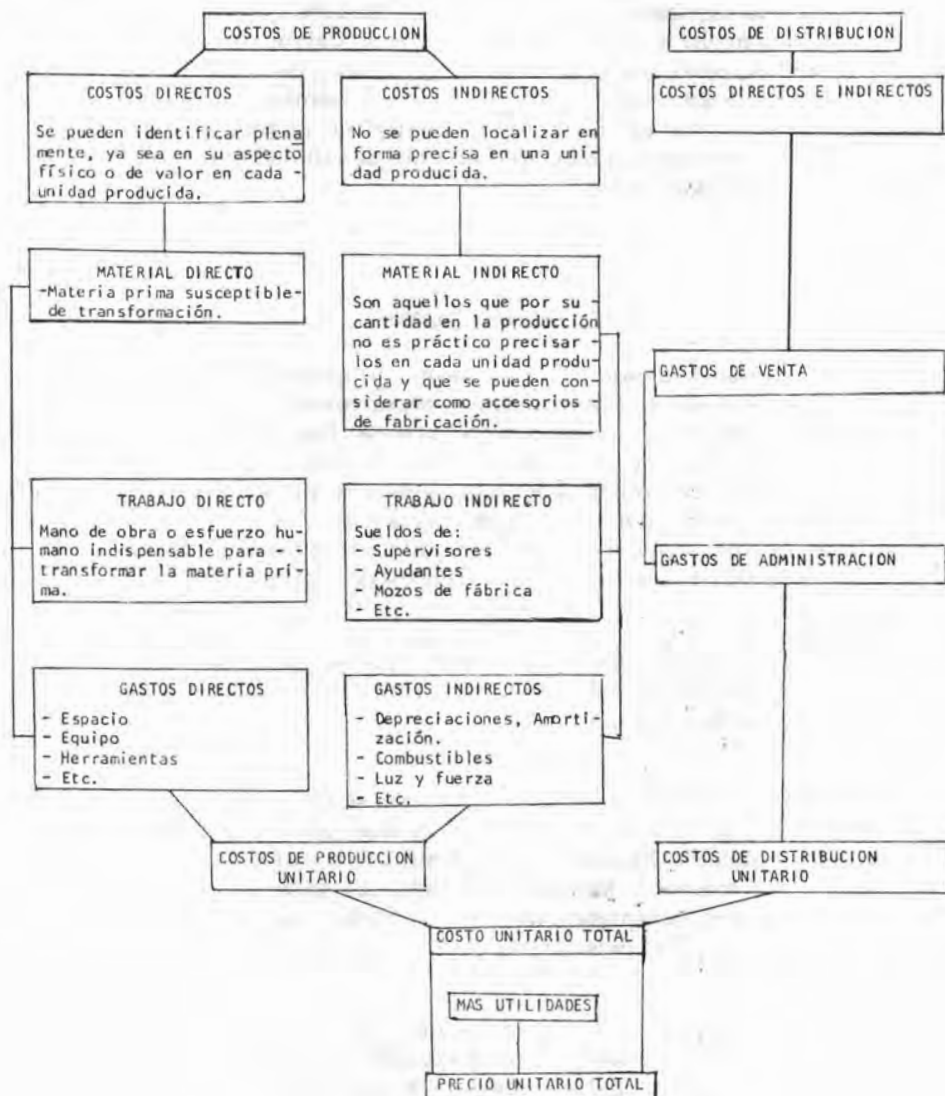 COSTOS DE PRODUCCION
COSTOS DE DISTRIBUCION
COSTOS DIRECTOS
Se pueden identificar plena
mente, ya sea en su aspecto
físico o de valor en cada -
unidad producida.
COSTOS INDIRECTOS
No se pueden localizar en
forma precisa en una uni-
dad producida.
COSTOS DIRECTOS E INDIRECTOS
MATERIAL DIRECTO
-Materia prima susceptible-
de transformación.
MATERIAL INDIRECTO
Son aquellos que por su -
cantidad en la producción
no es práctico precisar -
los en cada unidad produ-
cida y que se pueden con-
siderar como accesorios -
de fabricación.
GASTOS DE VENTA
TRABAJO DIRECTO
Mano de obra o esfuerzo hu-
mano indispensable para - -
transformar la materia pri-
ma.
TRABAJO INDIRECTO
Sueldos de:
- Supervisores
- Ayudantes
- Mozos de fábrica
- Etc.
GASTOS DE ADMINISTRACION
GASTOS DIRECTOS
- Espacio
- Equipo
- Herramientas
- Etc.
GASTOS INDIRECTOS
- Depreciaciones, Amorti-
zación.
- Combustibles
- Luz y fuerza
- Etc.
COSTOS DE PRODUCCION
UNITARIO
COSTOS DE DISTRIBUCION
UNITARIO
COSTO UNITARIO TOTAL
MAS UTILIDADES
PRECIO UNITARIO TOTAL